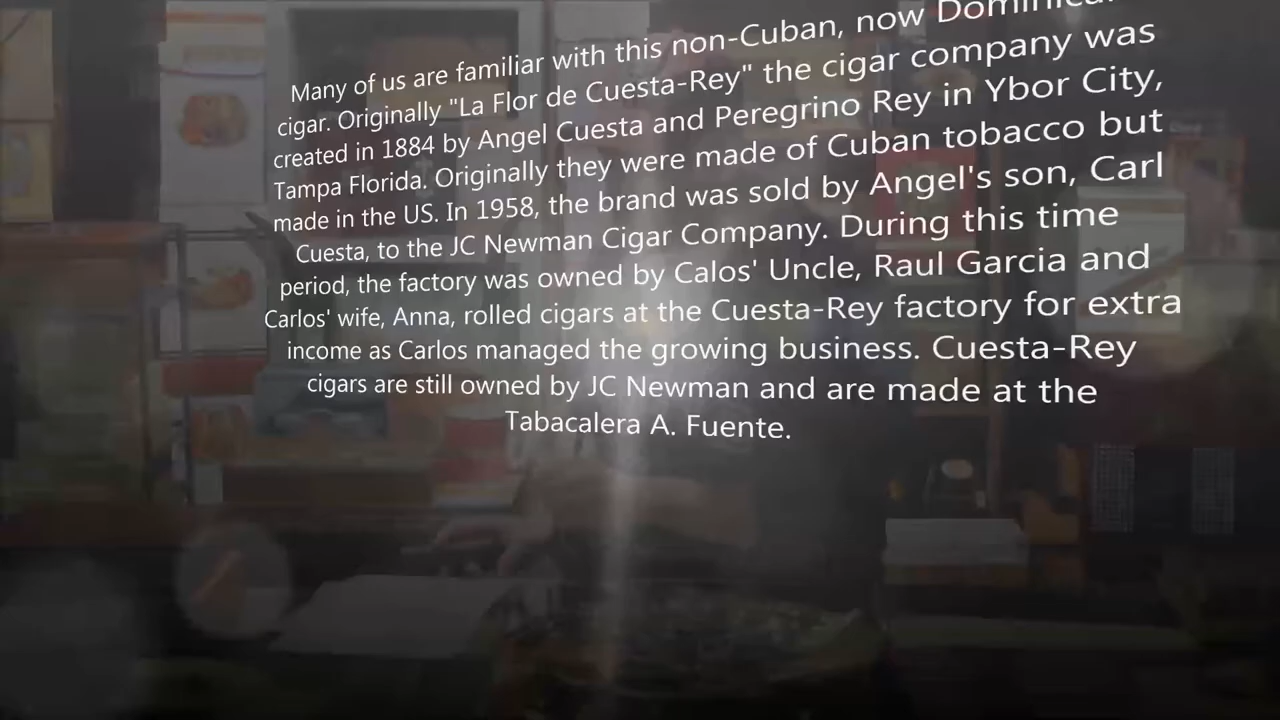 Many of us are familiar with this non-Cuban, now
cigar. Originally "La Flor de Cuesta-Rey" the cigar company was
created in 1884 by Angel Cuesta and Peregrino Rey in Ybor City,
Tampa Florida. Originally they were made of Cuban tobacco but
made in the US. In 1958, the brand was sold by Angel's son, Carl
Cuesta, to the JC Newman Cigar Company. During this time
period, the factory was owned by Calos' Uncle, Raul Garcia and
Carlos' wife, Anna, rolled cigars at the Cuesta-Rey factory for extra
income as Carlos managed the growing business. Cuesta-Rey
cigars are still owned by JC Newman and are made at the
Tabacalera A. Fuente.